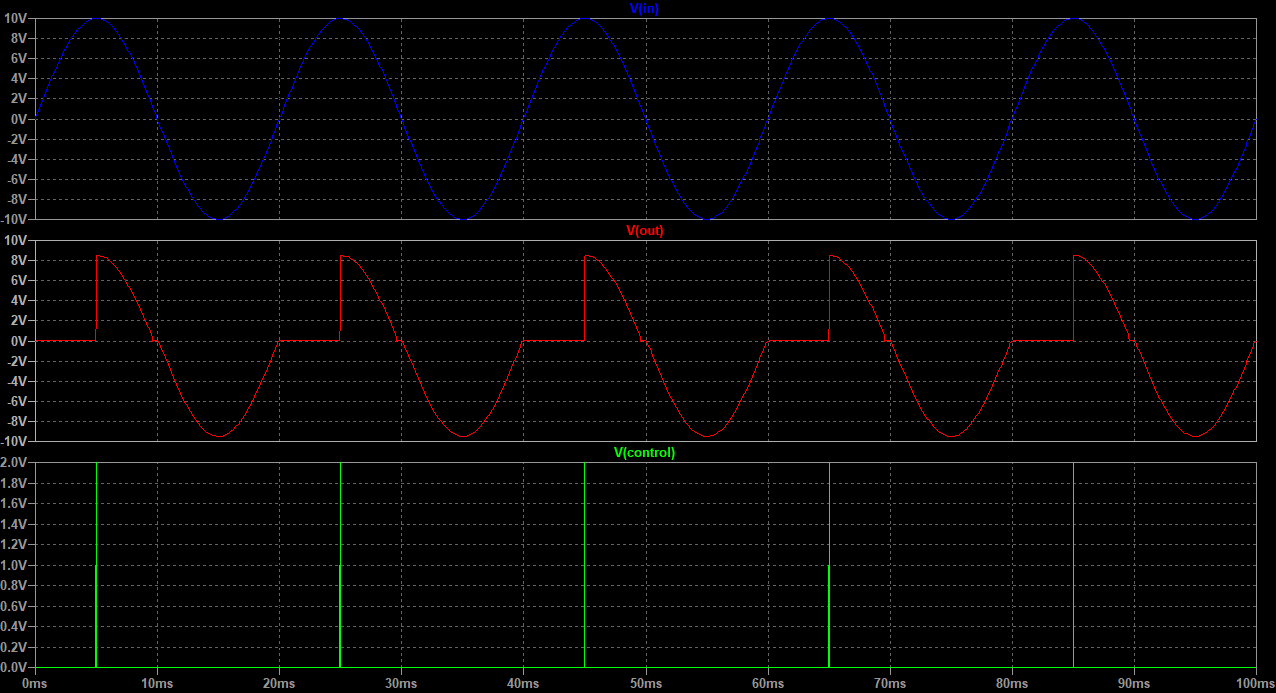 V(in)
10V
8V
6V
4V
2V
0V
-2V
-4V
-6V
-8V
-10V
V(out)
10V
8V
6V
4V
2V
0V
-2V
-4V
-6V
-8V
-10V
V(control)
2.0V
1.8V
1.6V
1.4V
1.2V
1.0V
0.8V
0.6V
0.4V
0.2V
0.0V
0ms 10ms 20ms 30ms 40ms 50ms 60ms 70ms 80ms 90ms 100ms